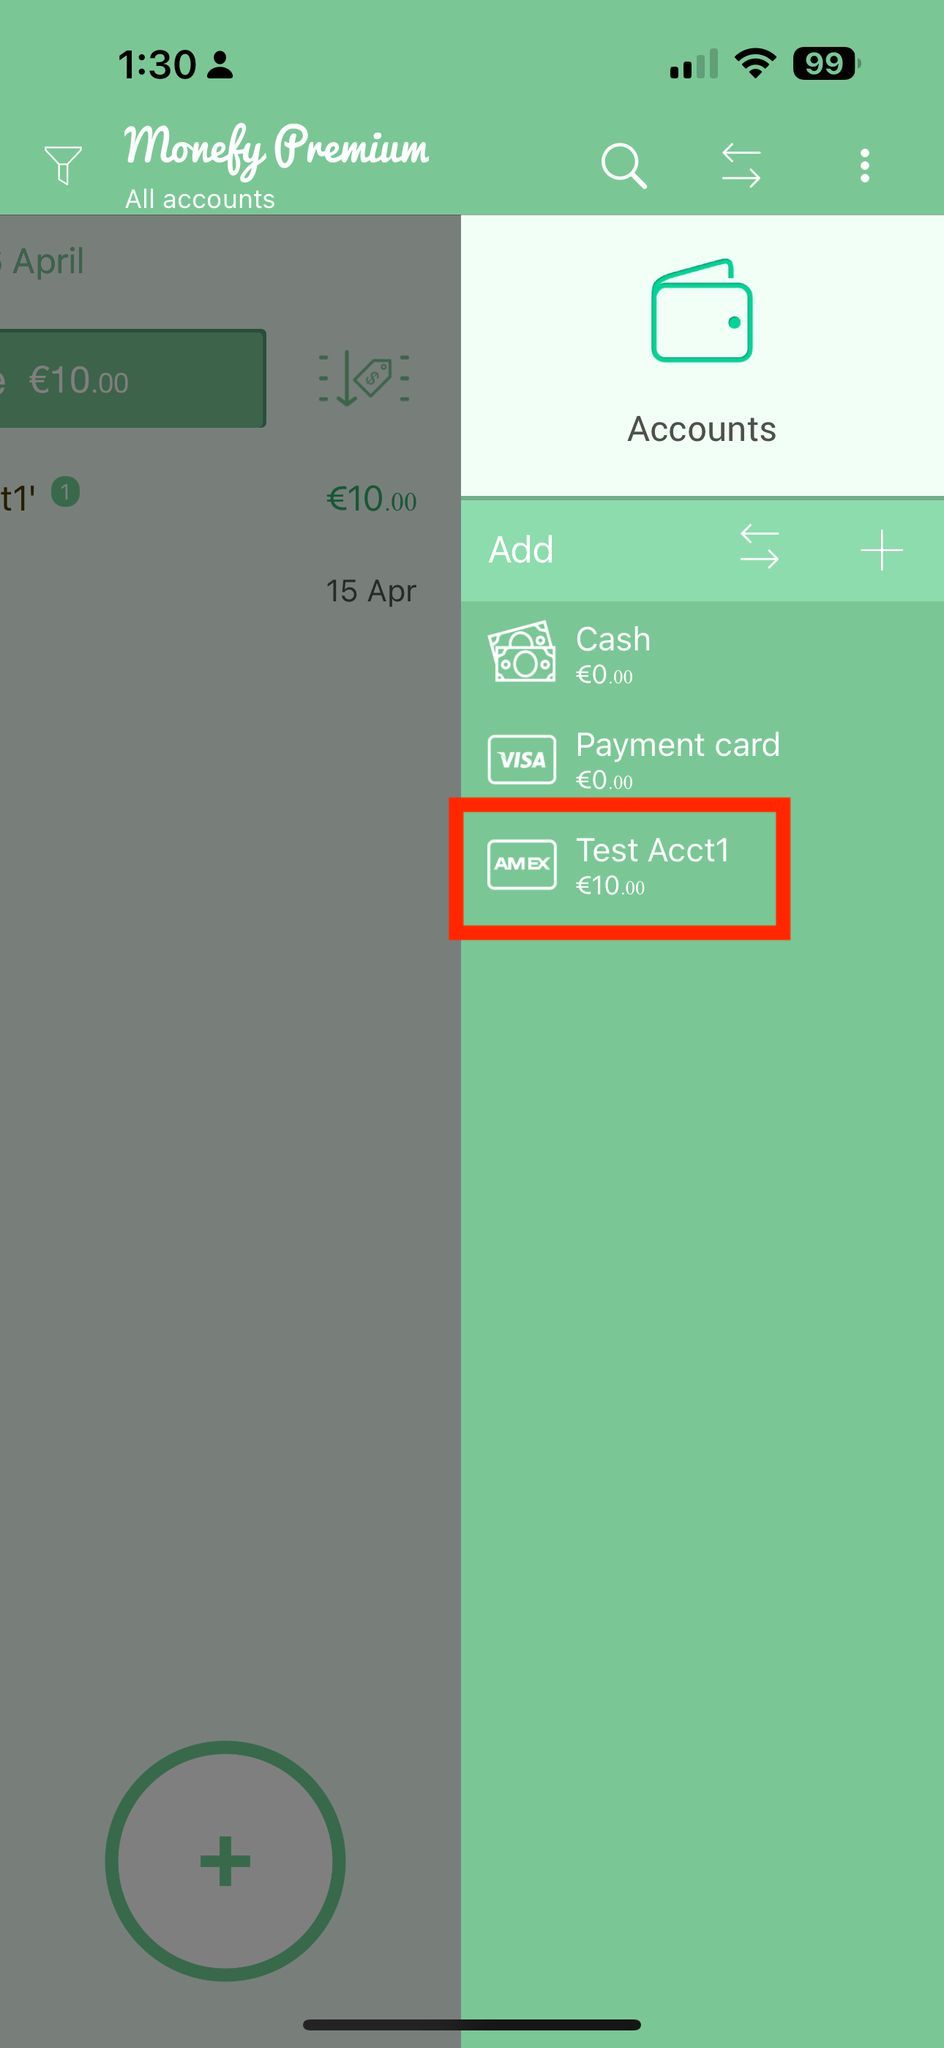 1:30
99
Monefy Premium
All accounts
April
€10.00
t1' 1
€10.00
15 Apr
Accounts
Add
Cash
€0.00
VISA
Payment card
€0.00
AMEX
Test Acct1
€10.00